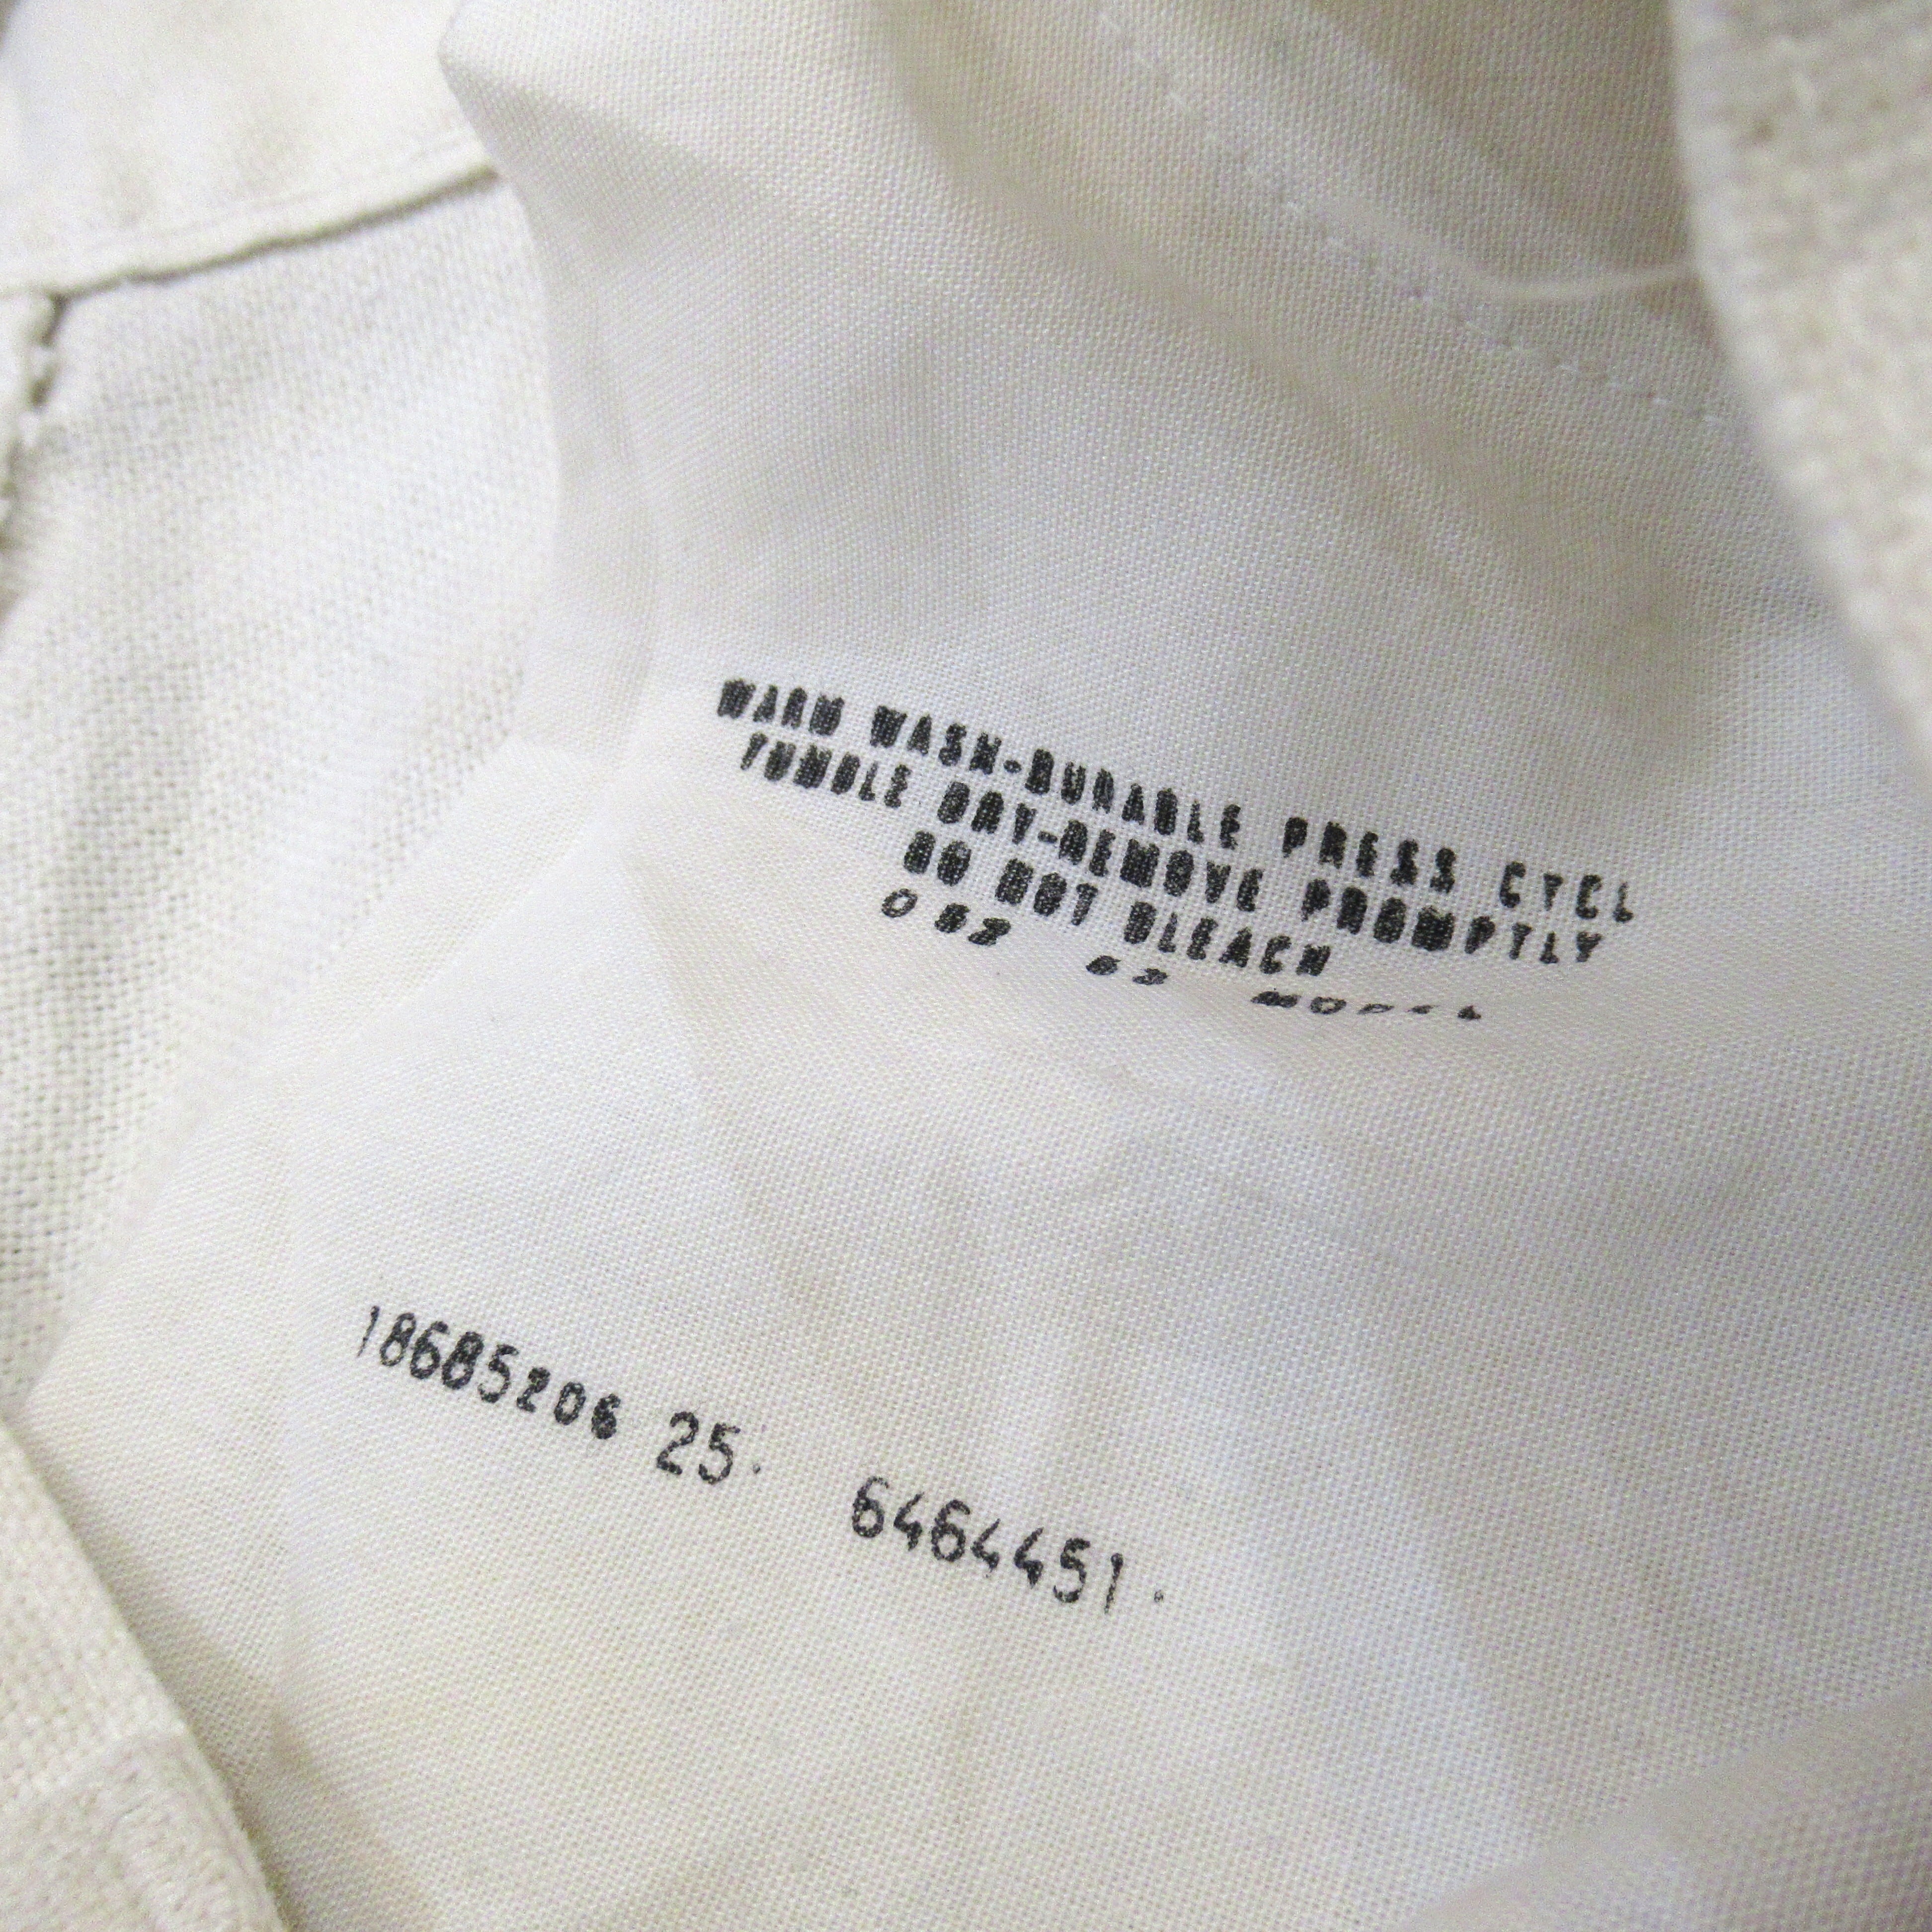 WARM WASH-DURABLE PRESS CYCL
TUMBLE DRY-REMOVE PROMPTLY
DO NOT BLEACH
18685206 25. 6464451.